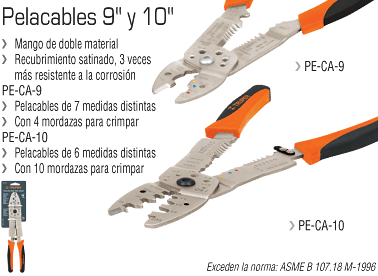 Pelacables 9" y 10"
› Mango de doble material
› Recubrimiento satinado, 3 veces
más resistente a la corrosión
PE-CA-9
› Pelacables de 7 medidas distintas
› Con 4 mordazas para crimpar
PE-CA-10
› Pelacables de 6 medidas distintas
› Con 10 mordazas para crimpar
› PE-CA-9
› PE-CA-10
Exceden la norma: ASME B 107.18 M-1996